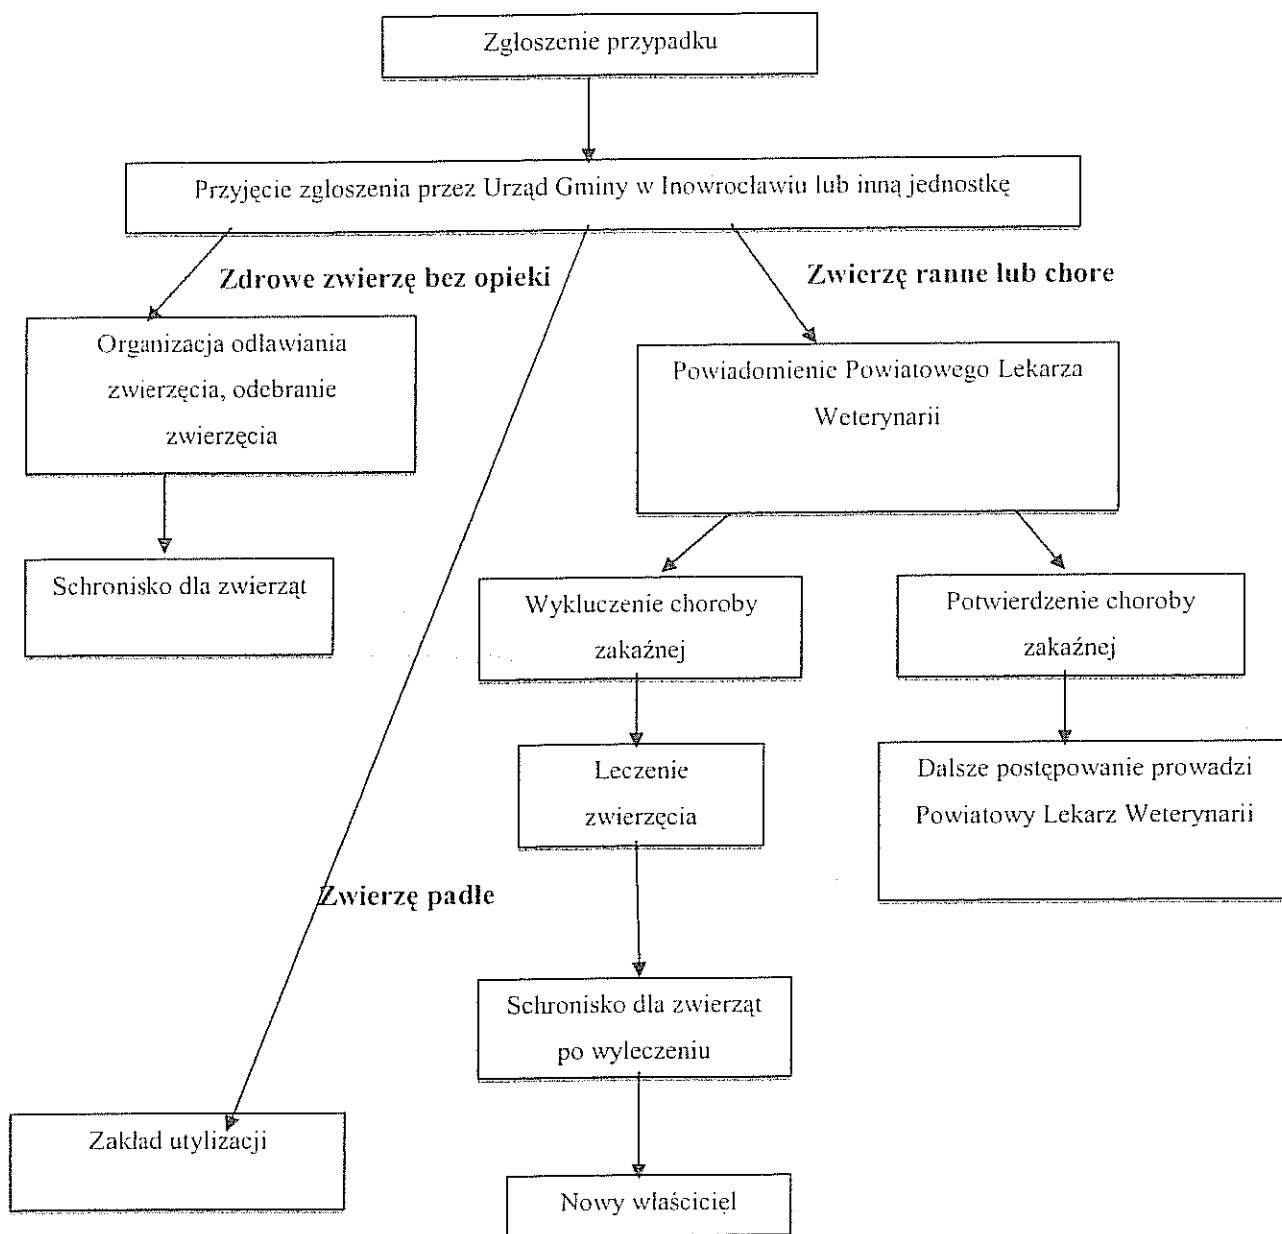 Zgłoszenie przypadku
Przyjęcie zgłoszenia przez Urząd Gminy w Inowrocławiu lub inną jednostkę
Zdrowe zwierzę bez opieki
Zwierzę ranne lub chore
Organizacja odławiania
zwierzęcia, odebranie
zwierzęcia
Powiadomienie Powiatowego Lekarza
Weterynarii
Schronisko dla zwierząt
Wykluczenie choroby
zakaźnej
Potwierdzenie choroby
zakaźnej
Leczenie
zwierzęcia
Dalsze postępowanie prowadzi
Powiatowy Lekarz Weterynarii
Zwierzę padłe
Schronisko dla zwierząt
po wyleczeniu
Zakład utylizacji
Nowy właściciel